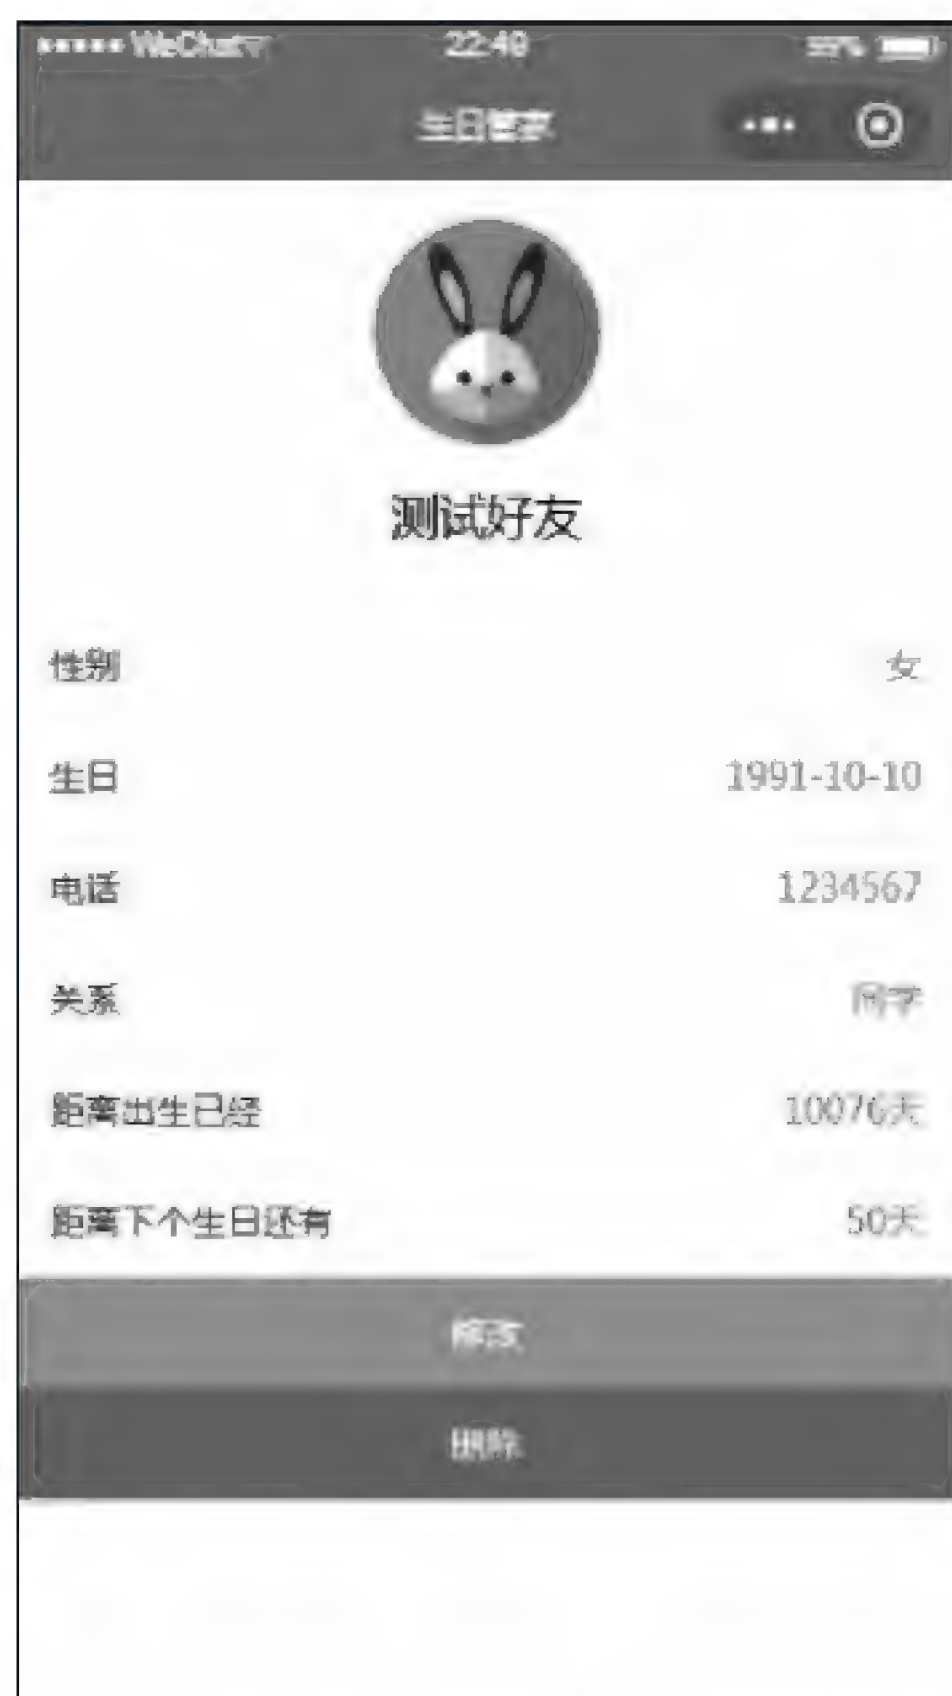 WeChat 22:48 99%
生日管家
测试好友
性别 女
生日 1991-10-10
电话 1234567
关系 同学
距离出生已经 10076天
距离下个生日还有 50天
修改
删除